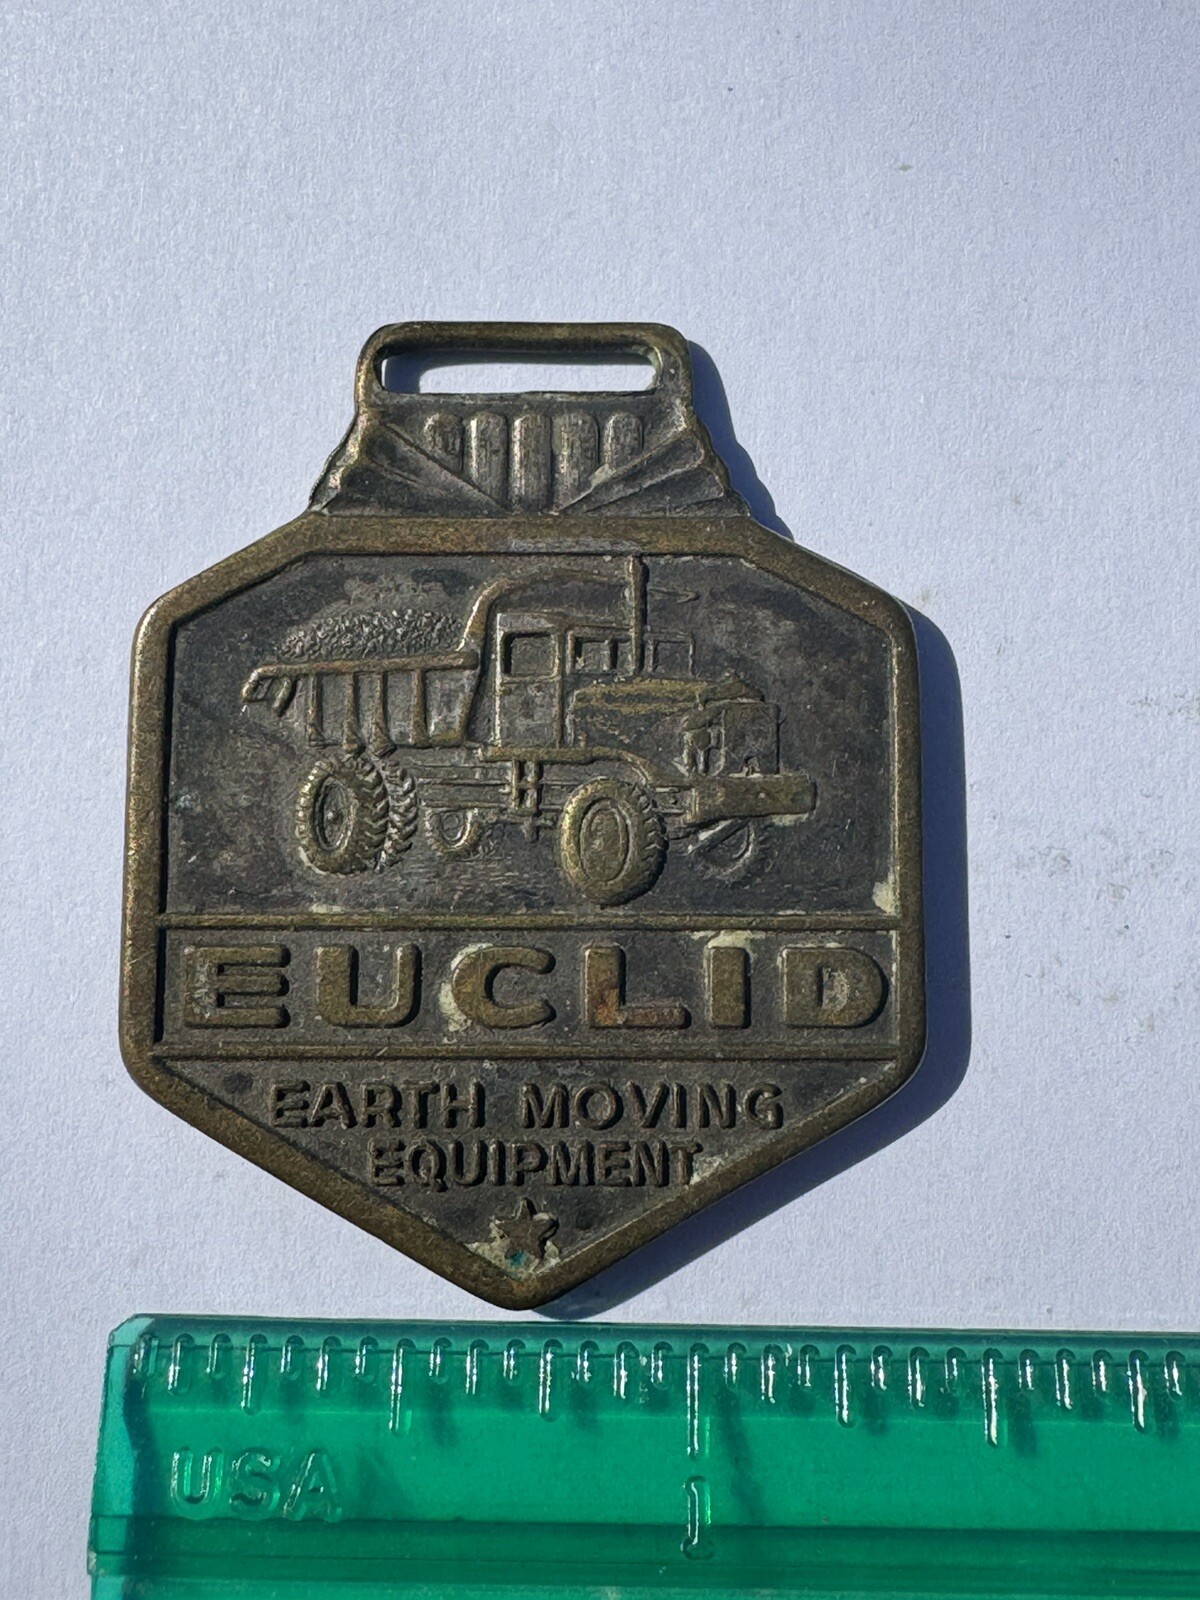 EUCLID
EARTH MOVING
EQUIPMENT
USA
1